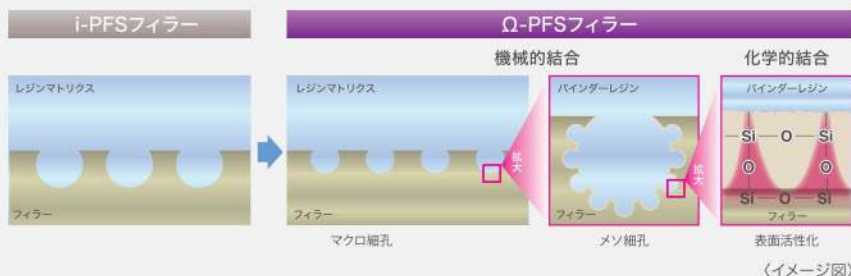 i-PFSフィラー
Ω-PFSフィラー
機械的結合
化学的結合
レジンマトリクス
レジンマトリクス
バインダーレジン
バインダーレジン
拡大
拡大
Si O Si
O O
Si O Si
フィラー
フィラー
フィラー
フィラー
マクロ細孔
メソ細孔
表面活性化
〈イメージ図〉